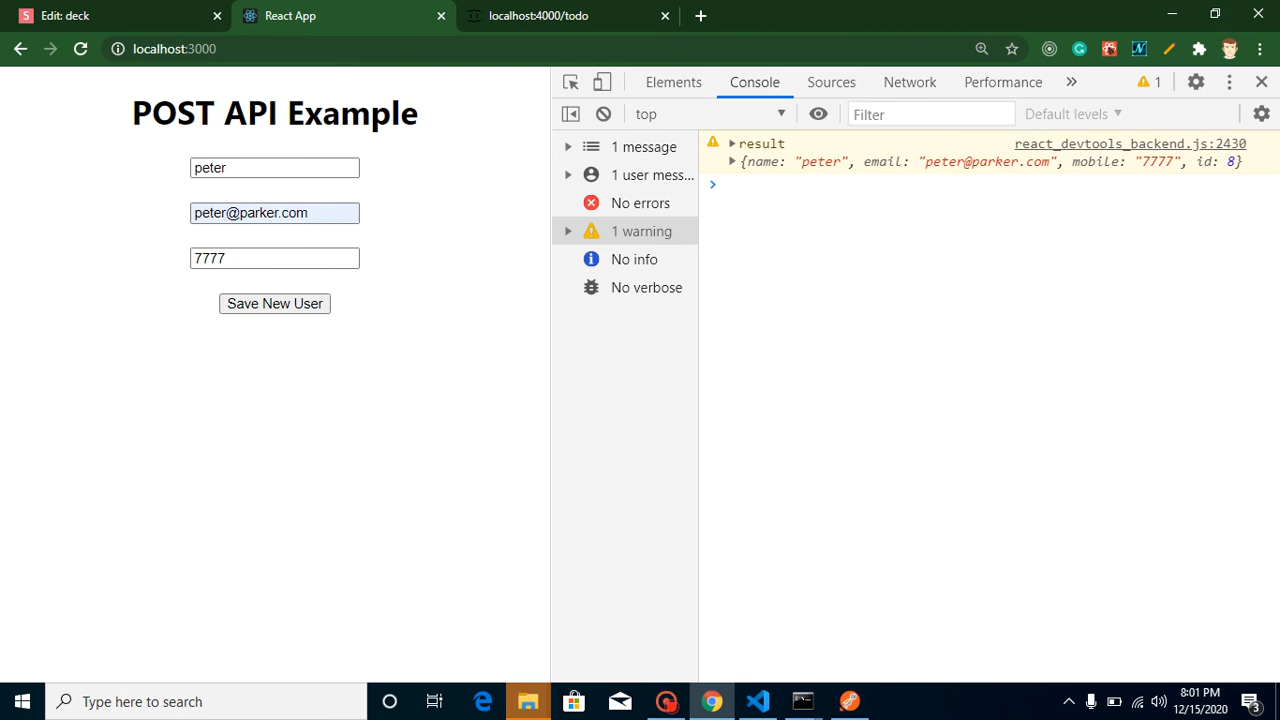 Edit: deck
React App
localhost:4000/todo
localhost:3000
POST API Example
peter
peter@parker.com
7777
Save New User
Elements Console Sources Network Performance » 1
top Filter Default levels
1 message
1 user mess...
No errors
1 warning
No info
No verbose
result react_devtools_backend.js:2430
{name: "peter", email: "peter@parker.com", mobile: "7777", id: 8}
Type here to search
8:01 PM
12/15/2020
3